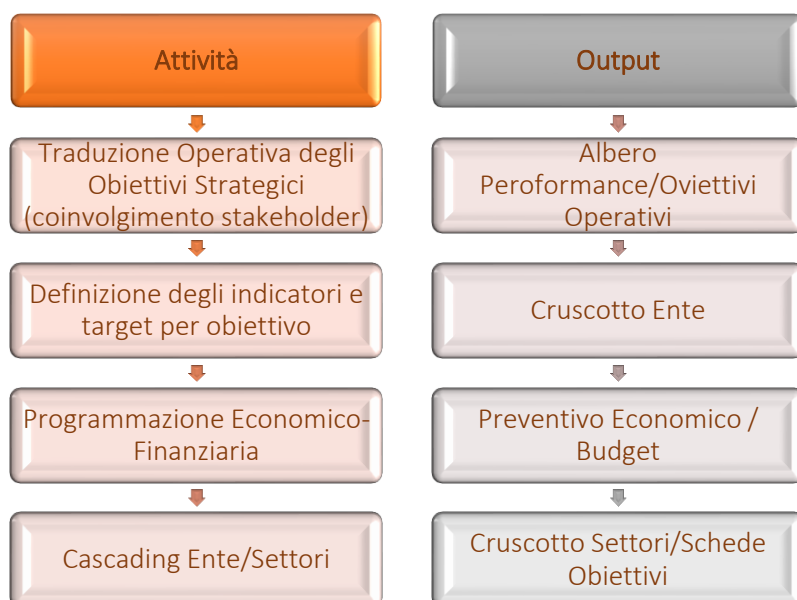 Attività
Traduzione Operativa degli
Obiettivi Strategici
(coinvolgimento stakeholder)
Definizione degli indicatori e
target per obiettivo
Programmazione Economico-
Finanziaria
Cascading Ente/Settori
Output
Albero
Peroformance/Oviettivi
Operativi
Cruscotto Ente
Preventivo Economico /
Budget
Cruscotto Settori/Schede
Obiettivi